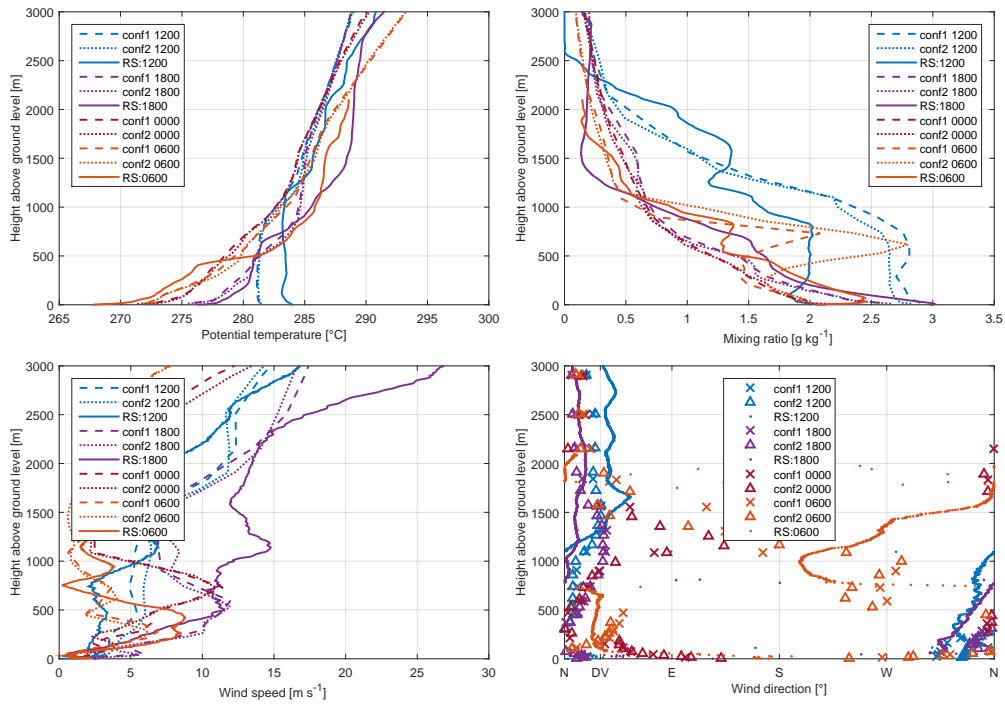 3000
2500
2000
1500
1000
500
0
Height above ground level [m]
265 270 275 280 285 290 295 300
Potential temperature [°C]
conf1 1200
conf2 1200
RS:1200
conf1 1800
conf2 1800
RS:1800
conf1 0000
conf2 0000
conf1 0600
conf2 0600
RS:0600
3000
2500
2000
1500
1000
500
0
Height above ground level [m]
0 0.5 1 1.5 2 2.5 3 3.5
Mixing ratio [g kg-1]
conf1 1200
conf2 1200
RS:1200
conf1 1800
conf2 1800
RS:1800
conf1 0000
conf2 0000
conf1 0600
conf2 0600
RS:0600
3000
2500
2000
1500
1000
500
0
Height above ground level [m]
0 5 10 15 20 25 30
Wind speed [m s-1]
conf1 1200
conf2 1200
RS:1200
conf1 1800
conf2 1800
RS:1800
conf1 0000
conf2 0000
conf1 0600
conf2 0600
RS:0600
3000
2500
2000
1500
1000
500
0
Height above ground level [m]
N DV E S W N
Wind direction [°]
conf1 1200
conf2 1200
RS:1200
conf1 1800
conf2 1800
RS:1800
conf1 0000
conf2 0000
conf1 0600
conf2 0600
RS:0600